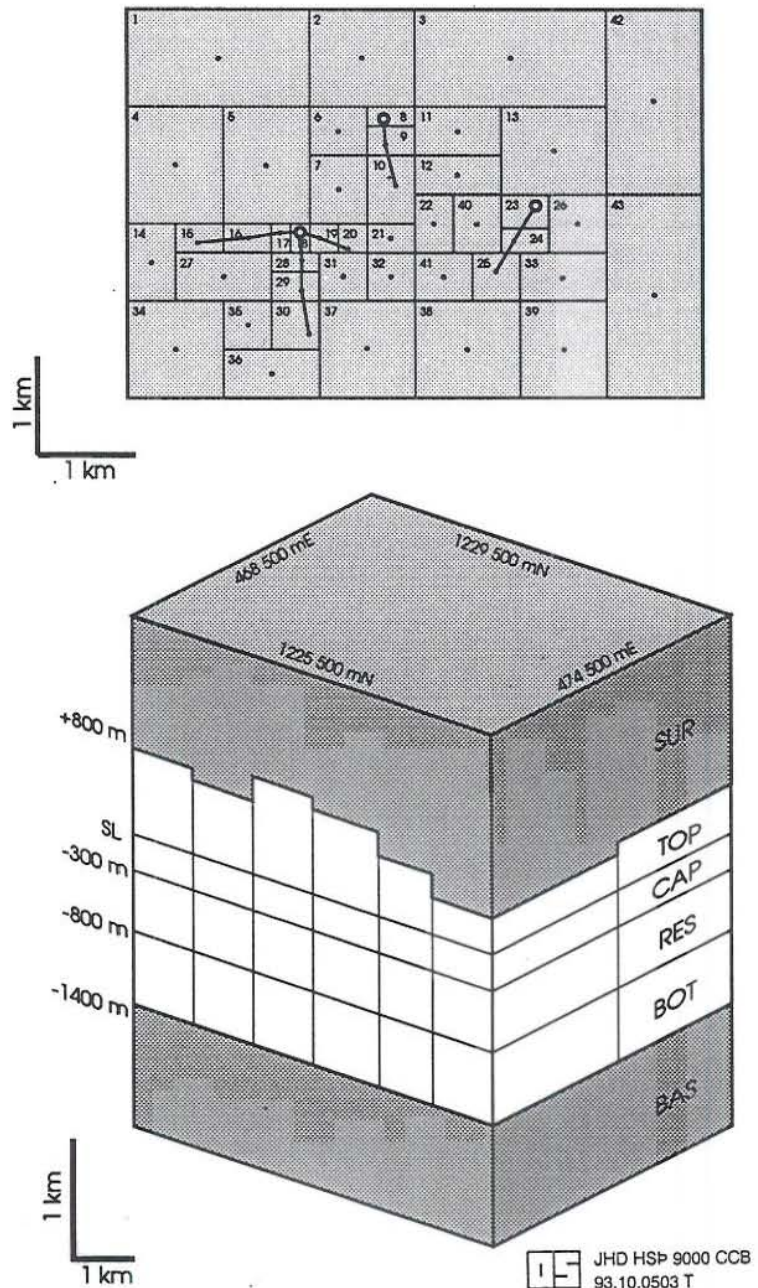 1 2 3 42
4 5 6 8 11 13
9
7 10 12
22 40 23 26 43
14 15 16 17 18 19 20 21
24
27 28 31 32 41 25 33
29
34 35 30 37 38 39
36
1 km
1 km
468 500 mE
1229 500 mN
1225 500 mN
474 500 mE
+800 m
SUR
SL
TOP
-300 m
CAP
-800 m
RES
-1400 m
BOT
BAS
1 km
1 km
OS
JHD HSÞ 9000 CCB
93.10.0503 T